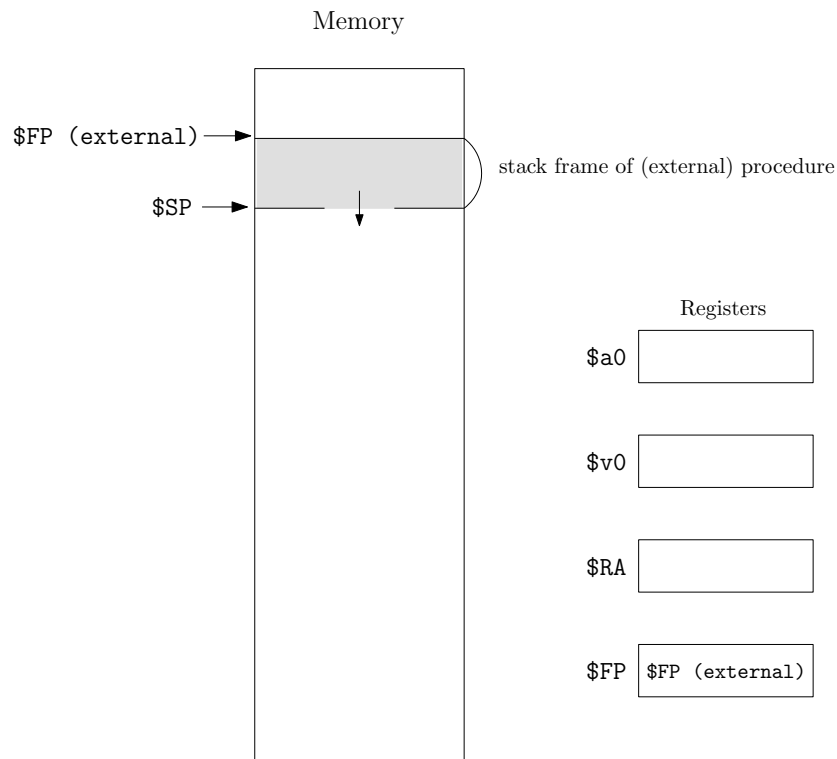 Memory
$FP (external)
stack frame of (external) procedure
$SP
Registers
$a0
$v0
$RA
$FP
$FP (external)